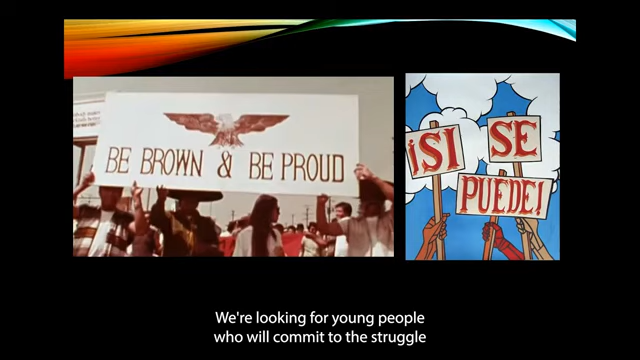 BE BROWN & BE PROUD
¡SI
SE
PUEDE!
We're looking for young people
who will commit to the struggle